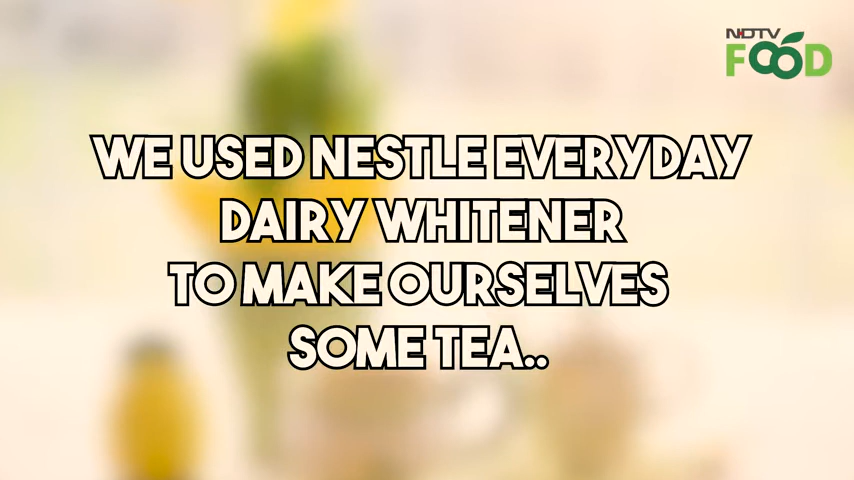 NDTV
FOOD
WE USED NESTLE EVERYDAY
DAIRY WHITENER
TO MAKE OURSELVES
SOME TEA..